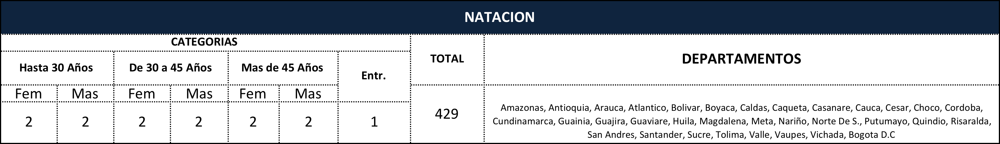 NATACION
CATEGORIAS
TOTAL
DEPARTAMENTOS
Hasta 30 Años
De 30 a 45 Años
Mas de 45 Años
Entr.
Fem
Mas
Fem
Mas
Fem
Mas
2
2
2
2
2
2
1
429
Amazonas, Antioquia, Arauca, Atlantico, Bolivar, Boyaca, Caldas, Caqueta, Casanare, Cauca, Cesar, Choco, Cordoba,
Cundinamarca, Guainia, Guajira, Guaviare, Huila, Magdalena, Meta, Nariño, Norte De S., Putumayo, Quindio, Risaralda,
San Andres, Santander, Sucre, Tolima, Valle, Vaupes, Vichada, Bogota D.C